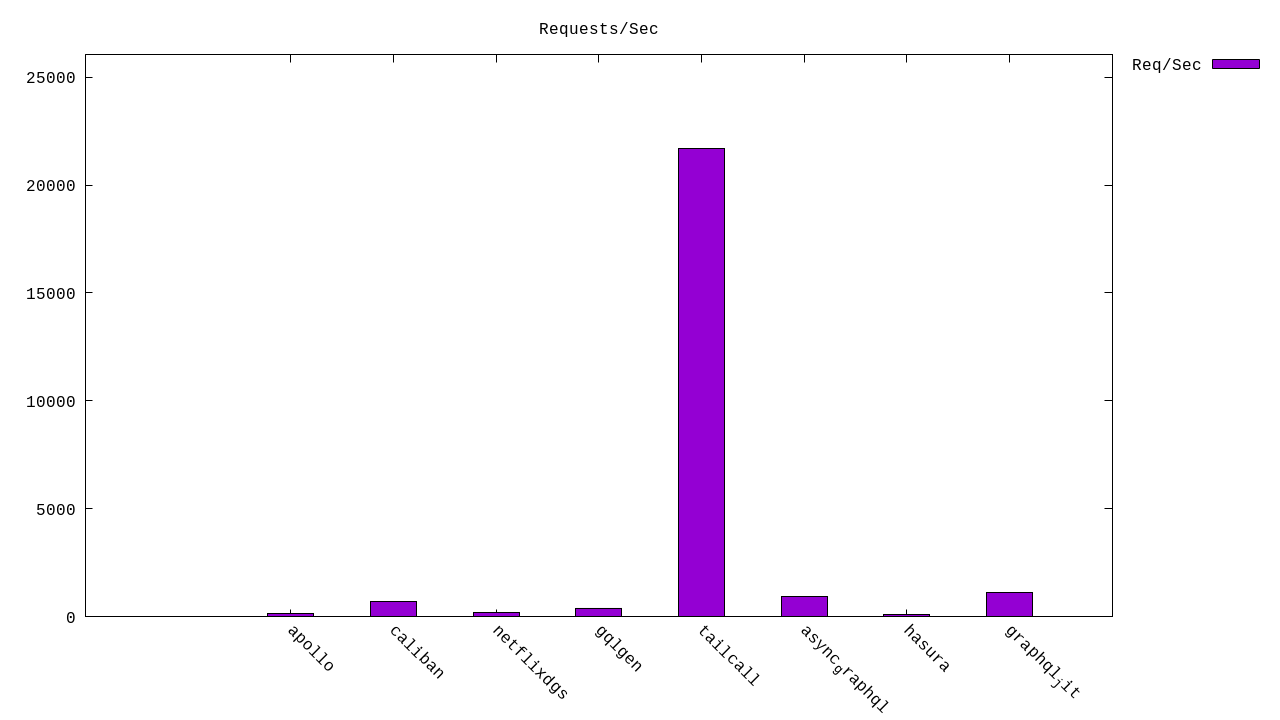 Requests/Sec
Req/Sec
25000
20000
15000
10000
5000
0
apollo
caliban
netflixdgs
gqlgen
tailcall
async_graphql
hasura
graphql_jit